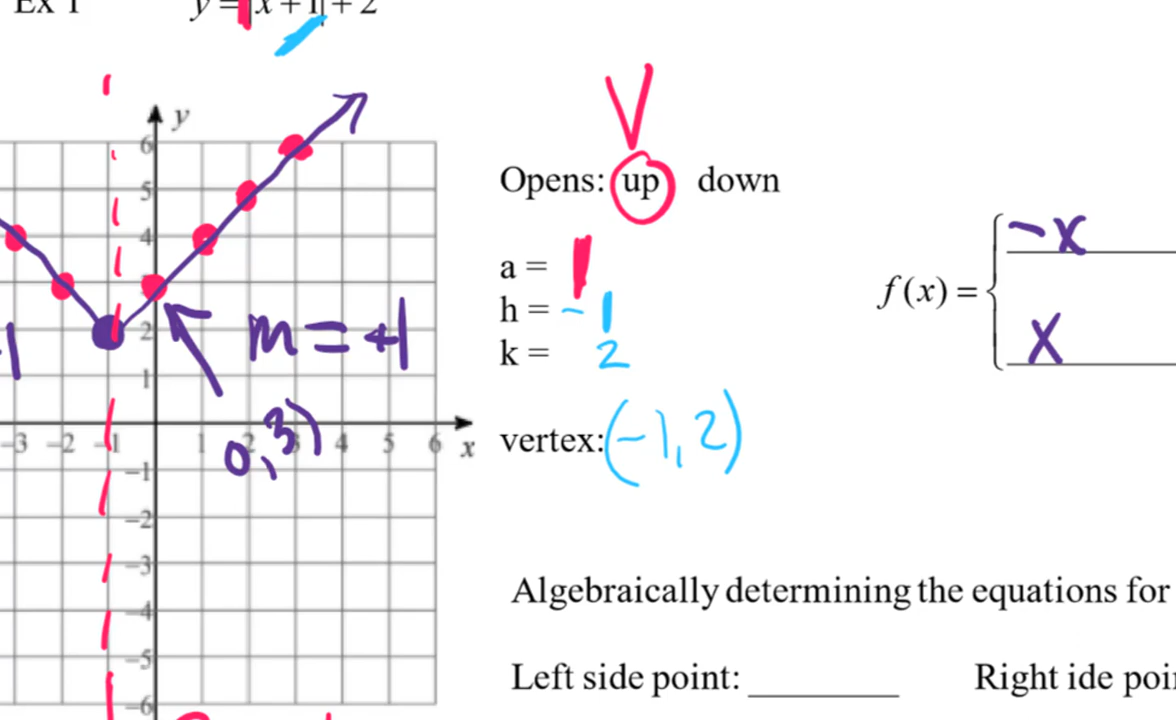 Ex 1 y = |x + 1| + 2
y
6
5
4
2
1
-3 -2 -1 1 2 3 4 5 6 x
-1
-2
-3
-4
-5
-6
1
m = +1
0,3)
V
Opens: up down
a = 1
h = -1
k = 2
vertex: (-1,2)
f(x) = {
-x
x
Algebraically determining the equations for
Left side point: ________ Right ide poi